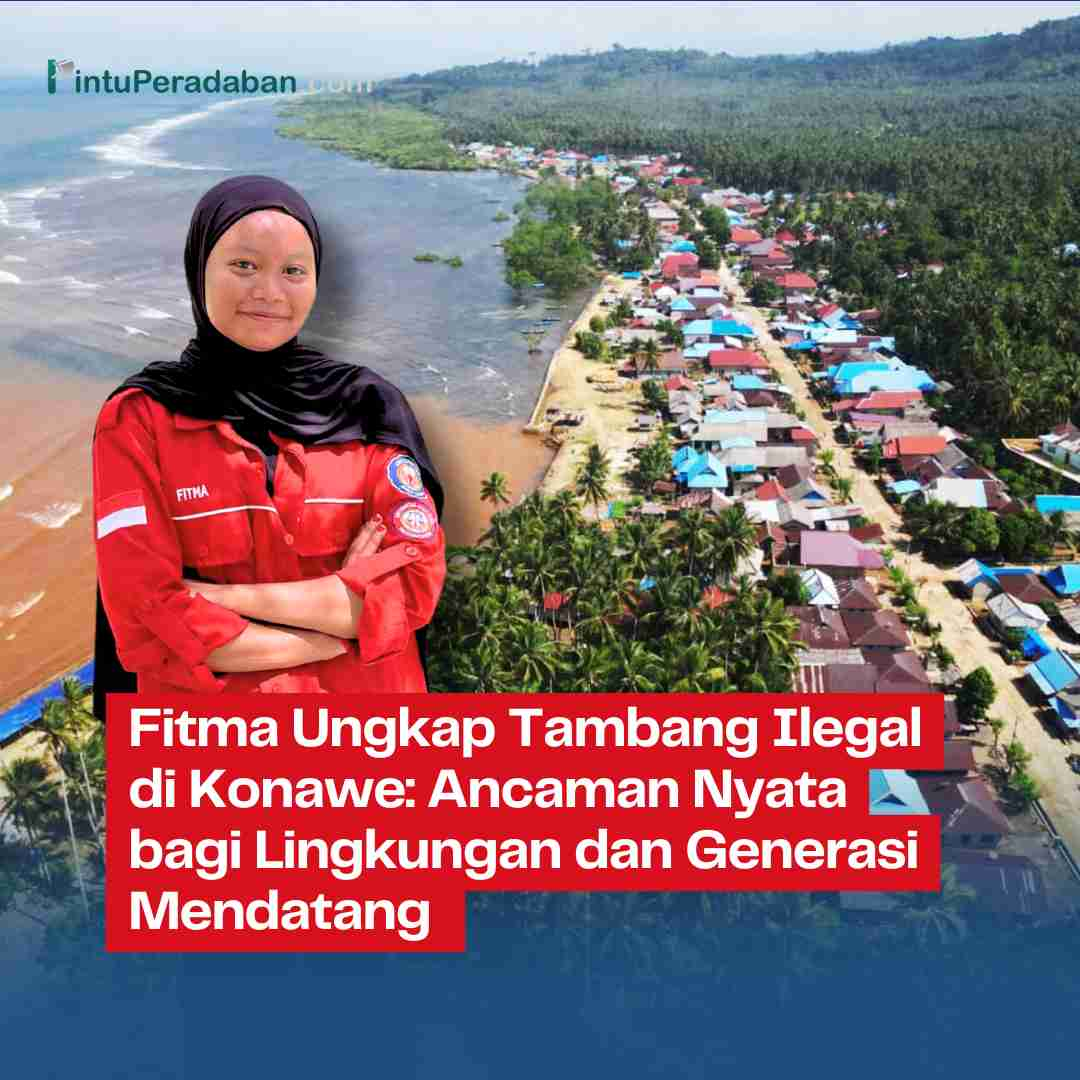 PintuPeradaban.com
FITMA
Fitma Ungkap Tambang Ilegal
di Konawe: Ancaman Nyata
bagi Lingkungan dan Generasi
Mendatang